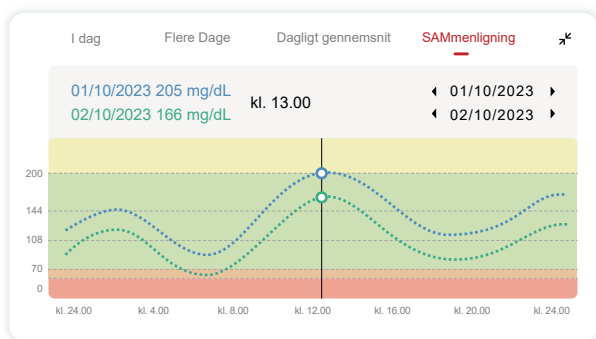 I dag Flere Dage Dagligt gennemsnit SAMmenligning
01/10/2023 205 mg/dL
02/10/2023 166 mg/dL
kl. 13.00
01/10/2023
02/10/2023
200
144
108
70
0
kl. 24.00 kl. 4.00 kl. 8.00 kl. 12.00 kl. 16.00 kl. 20.00 kl. 24.00